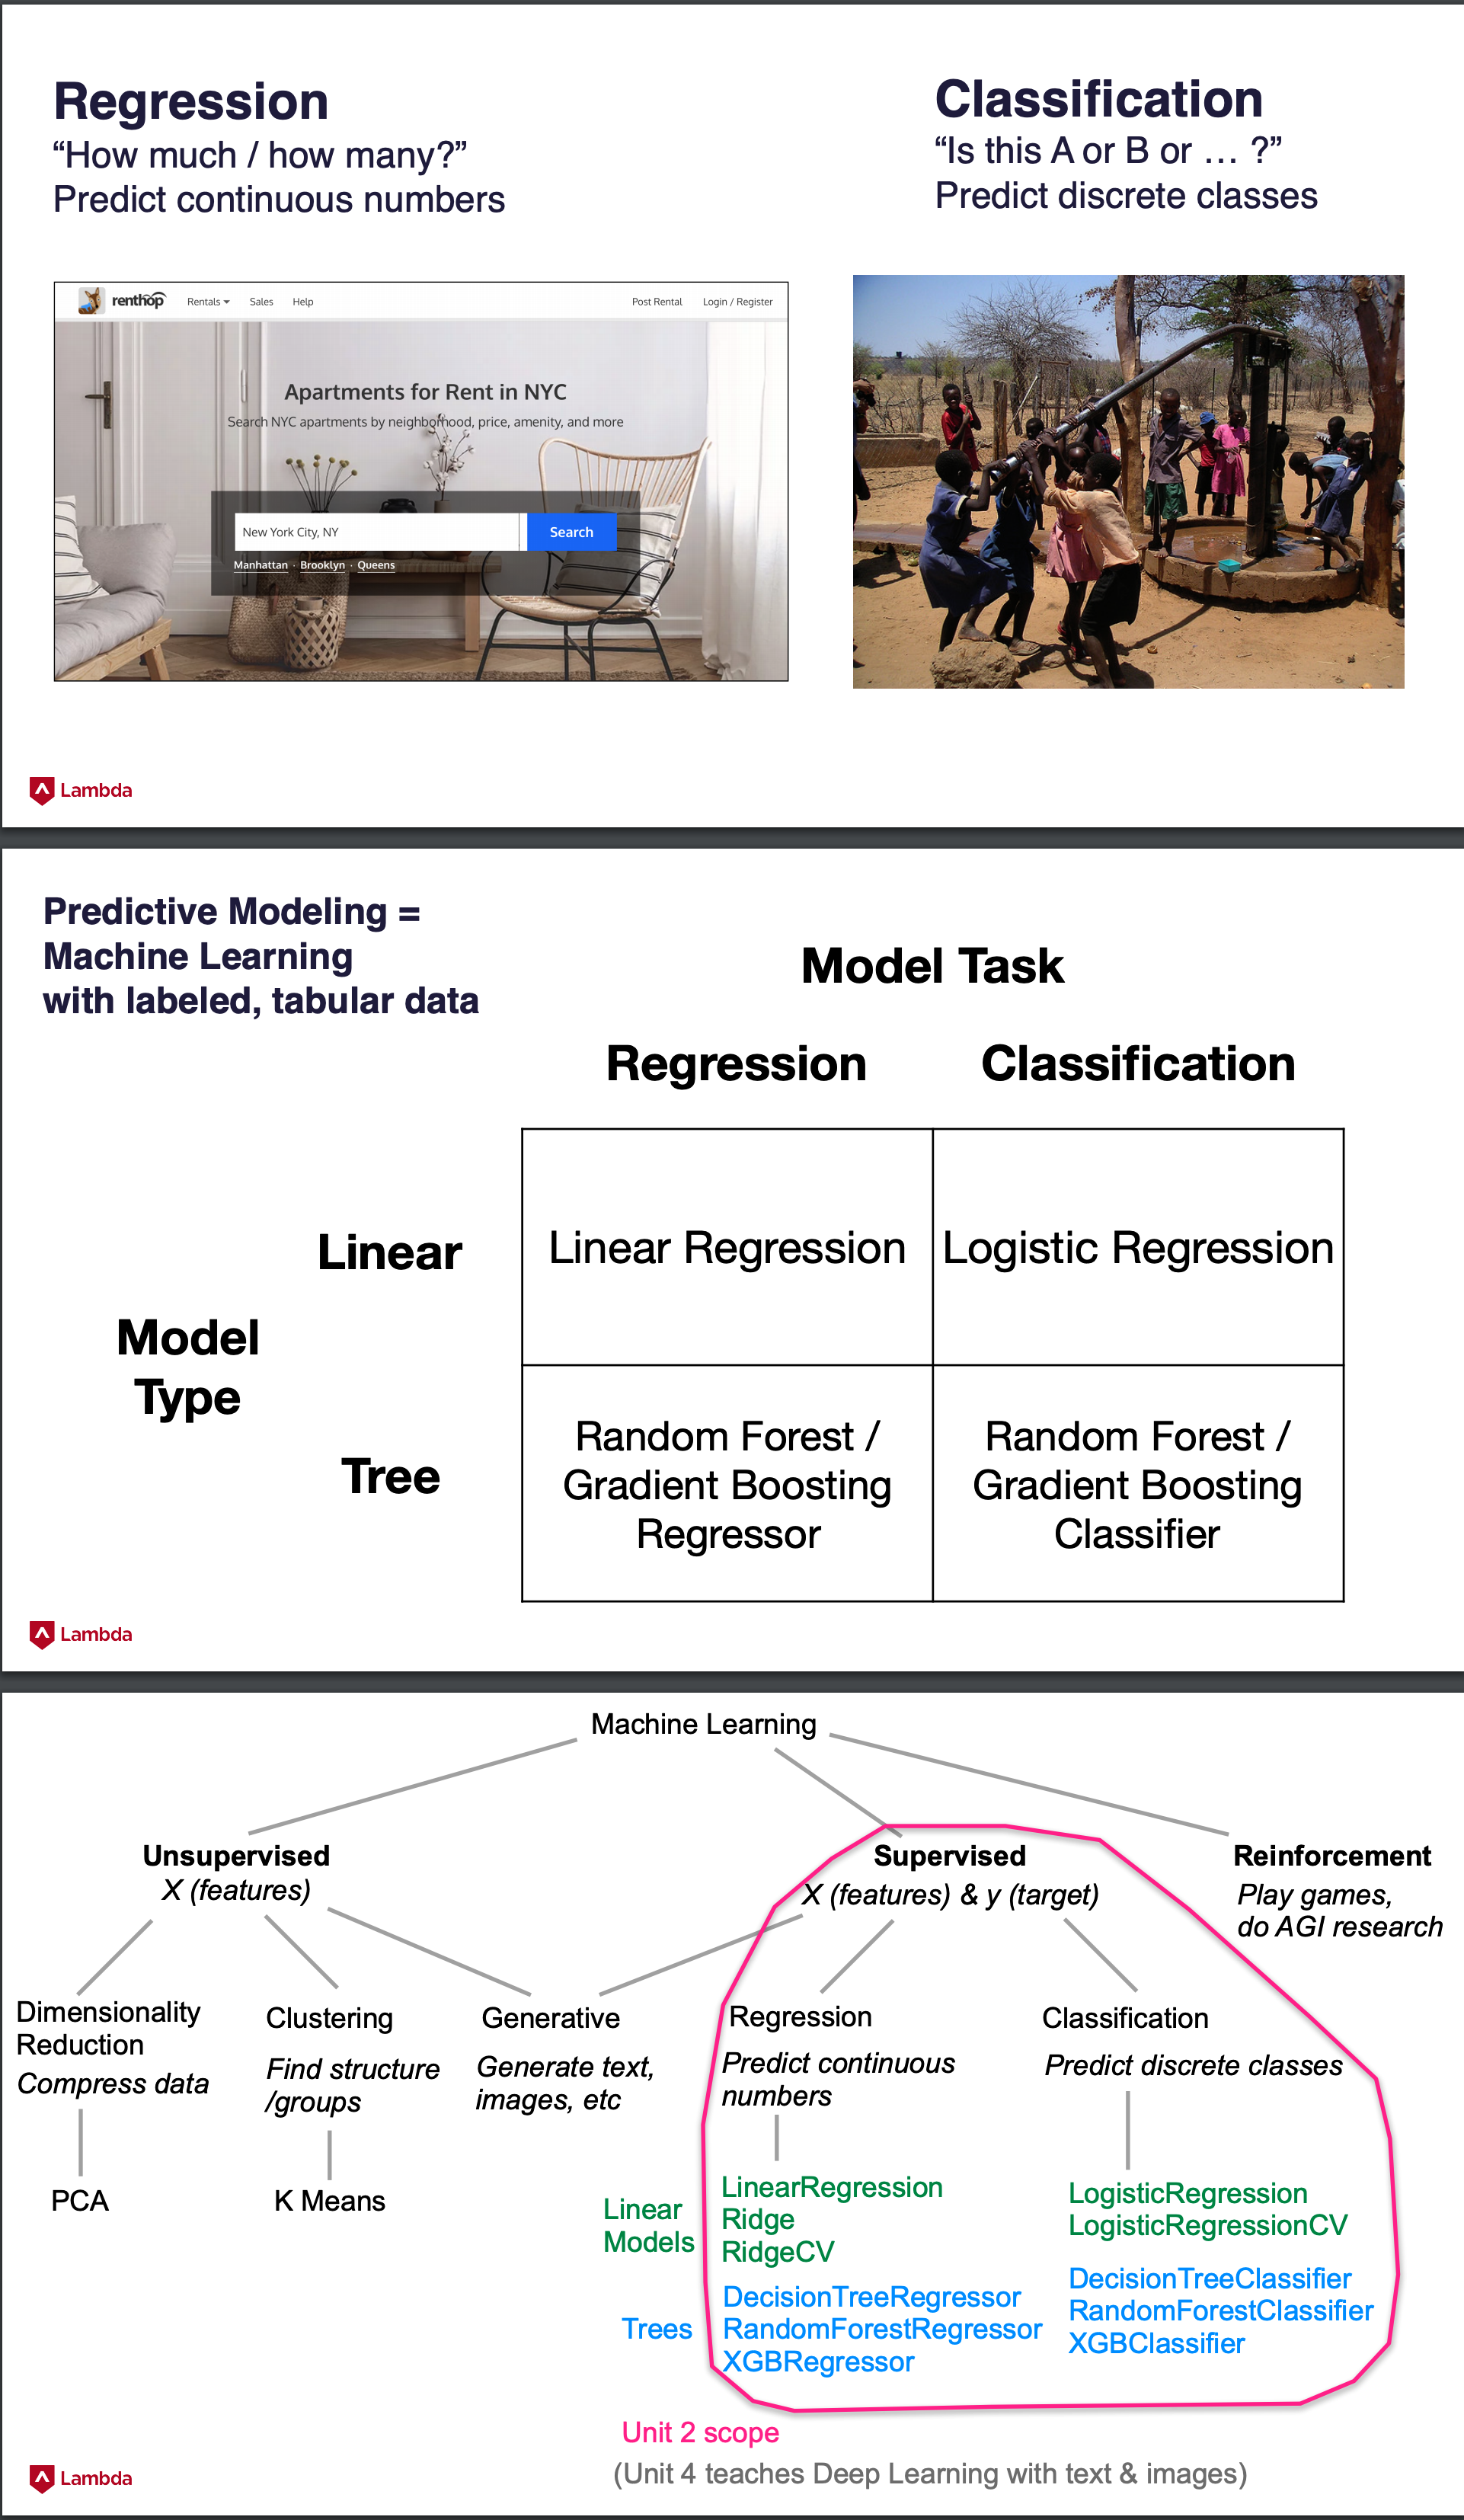 Regression
“How much / how many?”
Predict continuous numbers
Classification
“Is this A or B or … ?”
Predict discrete classes
renthop
Rentals
Sales
Help
Post Rental
Login / Register
Apartments for Rent in NYC
Search NYC apartments by neighborhood, price, amenity, and more
New York City, NY
Search
Manhattan · Brooklyn · Queens
Lambda
Predictive Modeling =
Machine Learning
with labeled, tabular data
Model Task
Regression
Classification
Model
Type
Linear
Linear Regression
Logistic Regression
Tree
Random Forest /
Gradient Boosting
Regressor
Random Forest /
Gradient Boosting
Classifier
Lambda
Machine Learning
Unsupervised
X (features)
Supervised
X (features) & y (target)
Reinforcement
Play games,
do AGI research
Dimensionality
Reduction
Compress data
Clustering
Find structure
/groups
Generative
Generate text,
images, etc
Regression
Predict continuous
numbers
Classification
Predict discrete classes
PCA
K Means
Linear
Models
LinearRegression
Ridge
RidgeCV
LogisticRegression
LogisticRegressionCV
Trees
DecisionTreeRegressor
RandomForestRegressor
XGBRegressor
DecisionTreeClassifier
RandomForestClassifier
XGBClassifier
Unit 2 scope
(Unit 4 teaches Deep Learning with text & images)
Lambda